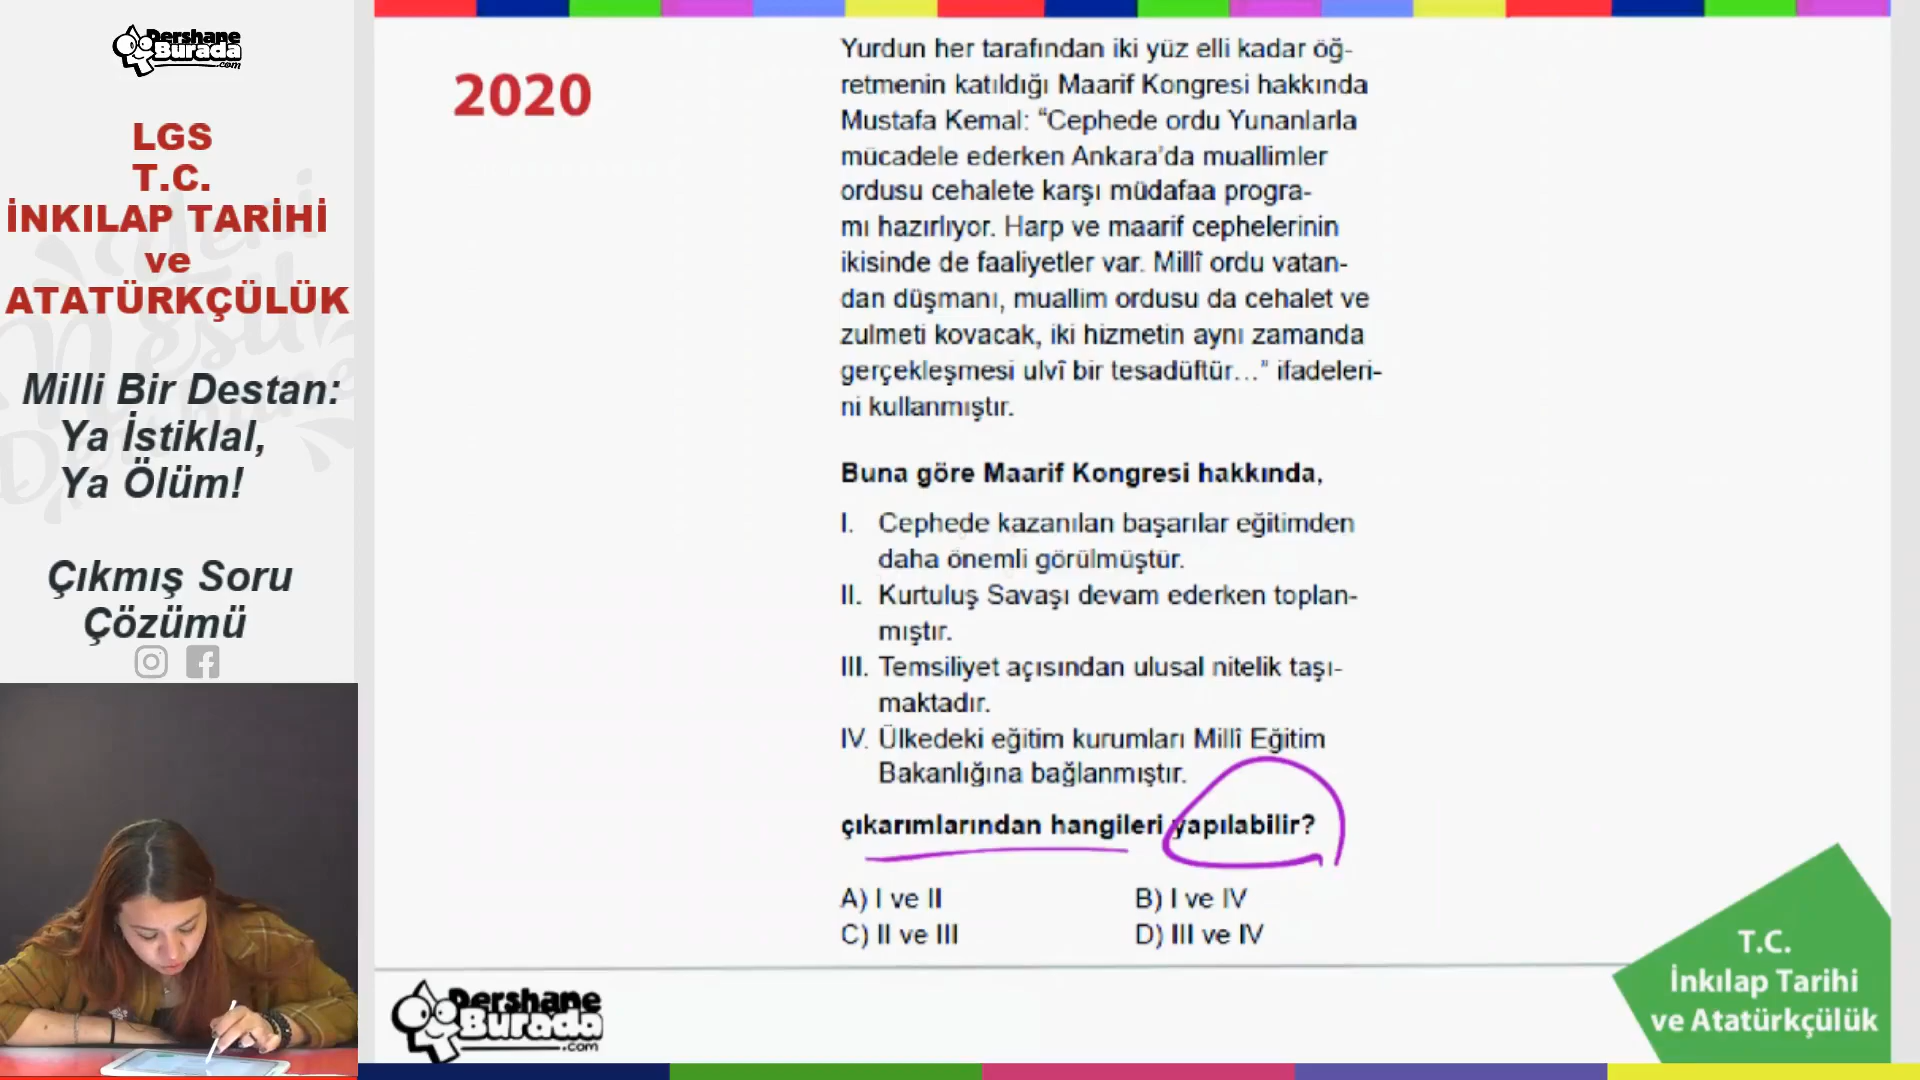 Dershane
Burada
.com
LGS
T.C.
İNKILAP TARİHİ
ve
ATATÜRKÇÜLÜK
Milli Bir Destan:
Ya İstiklal,
Ya Ölüm!
Çıkmış Soru
Çözümü
2020
Yurdun her tarafından iki yüz elli kadar öğ-
retmenin katıldığı Maarif Kongresi hakkında
Mustafa Kemal: “Cephede ordu Yunanlarla
mücadele ederken Ankara’da muallimler
ordusu cehalete karşı müdafaa progra-
mı hazırlıyor. Harp ve maarif cephelerinin
ikisinde de faaliyetler var. Millî ordu vatan-
dan düşmanı, muallim ordusu da cehalet ve
zulmeti kovacak, iki hizmetin aynı zamanda
gerçekleşmesi ulvî bir tesadüftür…” ifadeleri-
ni kullanmıştır.
Buna göre Maarif Kongresi hakkında,
I. Cephede kazanılan başarılar eğitimden
daha önemli görülmüştür.
II. Kurtuluş Savaşı devam ederken toplan-
mıştır.
III. Temsiliyet açısından ulusal nitelik taşı-
maktadır.
IV. Ülkedeki eğitim kurumları Millî Eğitim
Bakanlığına bağlanmıştır.
çıkarımlarından hangileri yapılabilir?
A) I ve II B) I ve IV
C) II ve III D) III ve IV
Dershane
Burada
.com
T.C.
İnkılap Tarihi
ve Atatürkçülük